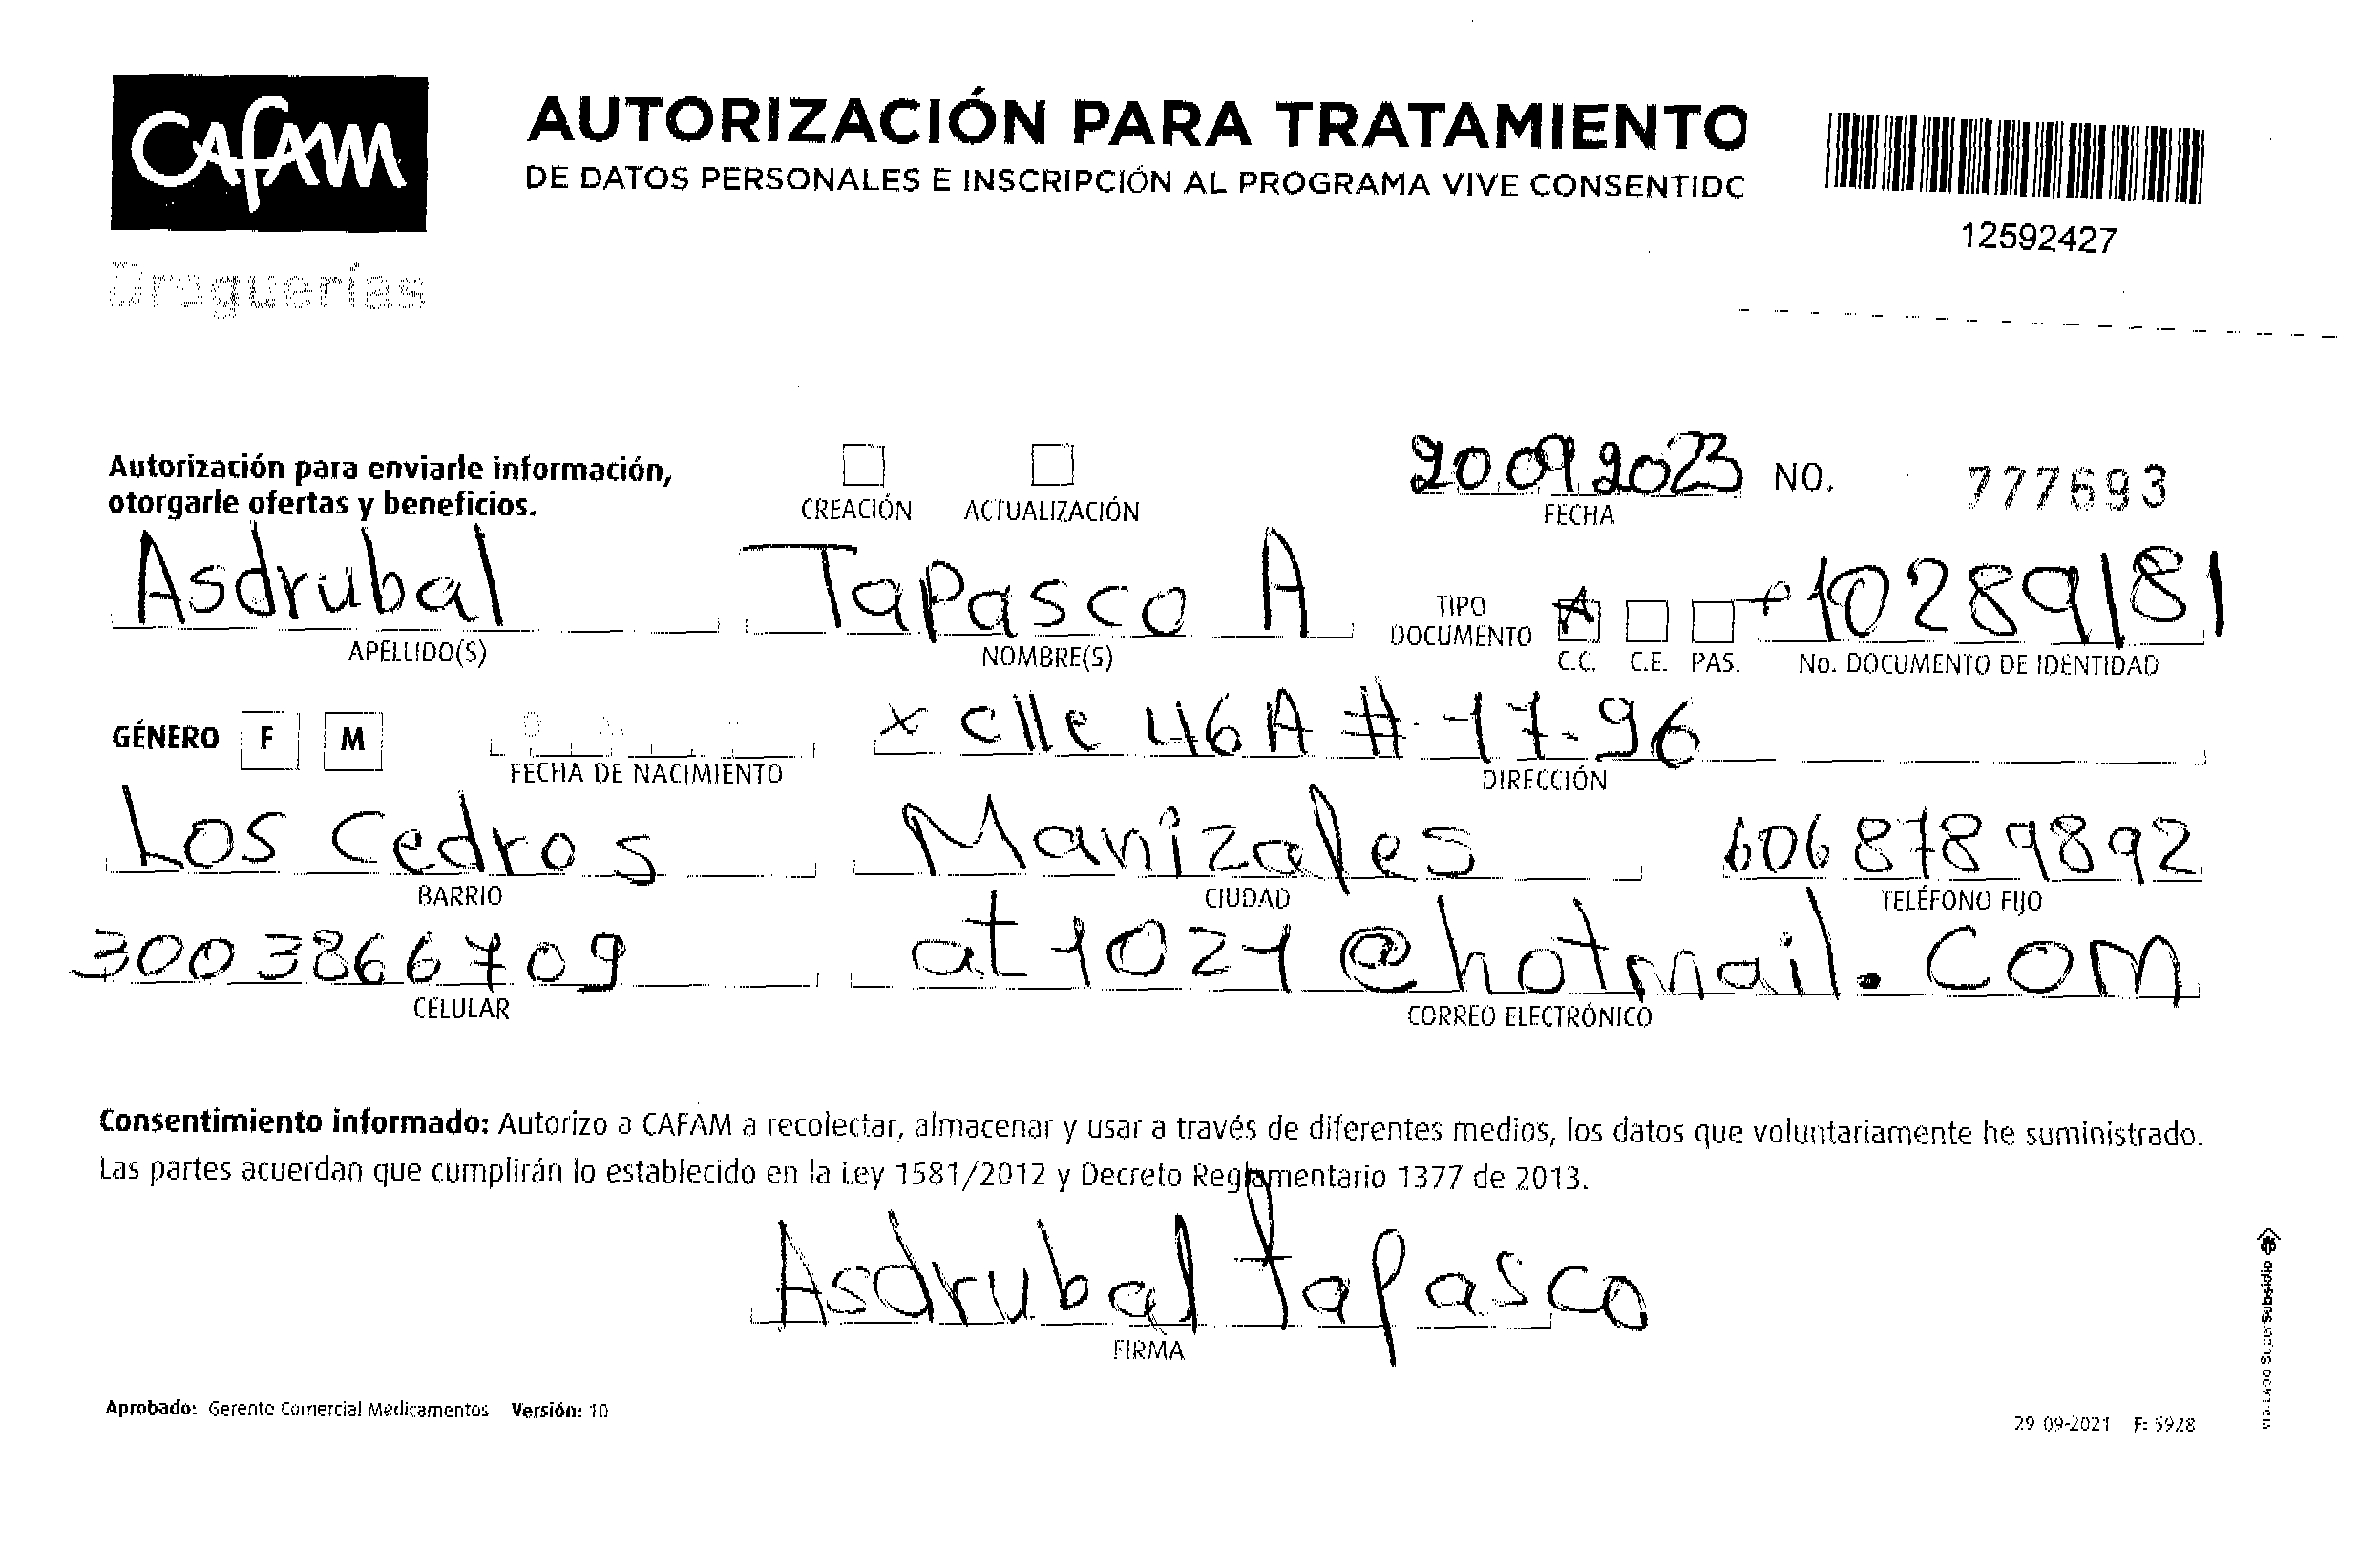 CAFAM
Droguerías
AUTORIZACIÓN PARA TRATAMIENTO
DE DATOS PERSONALES E INSCRIPCIÓN AL PROGRAMA VIVE CONSENTIDO
12592427
Autorización para enviarle información,
otorgarle ofertas y beneficios.
CREACIÓN ACTUALIZACIÓN
20 09 2023 NO. 777693
FECHA
Asdrubal Tapasco A TIPO DOCUMENTO X 10289181
APELLIDO(S) NOMBRE(S) C.C. C.E. PAS. No. DOCUMENTO DE IDENTIDAD
GÉNERO F M x clle 46A # 17-96
FECHA DE NACIMIENTO DIRECCIÓN
Los Cedros Manizales 6068789892
BARRIO CIUDAD TELÉFONO FIJO
3003866709 at1021@hotmail.com
CELULAR CORREO ELECTRÓNICO
Consentimiento informado: Autorizo a CAFAM a recolectar, almacenar y usar a través de diferentes medios, los datos que voluntariamente he suministrado.
Las partes acuerdan que cumplirán lo establecido en la Ley 1581/2012 y Decreto Reglamentario 1377 de 2013.
Asdrubal Tapasco
FIRMA
Aprobado: Gerente Comercial Medicamentos Versión: 10
29-09-2021 F: 5928
VIGILADO SuperSubsidio